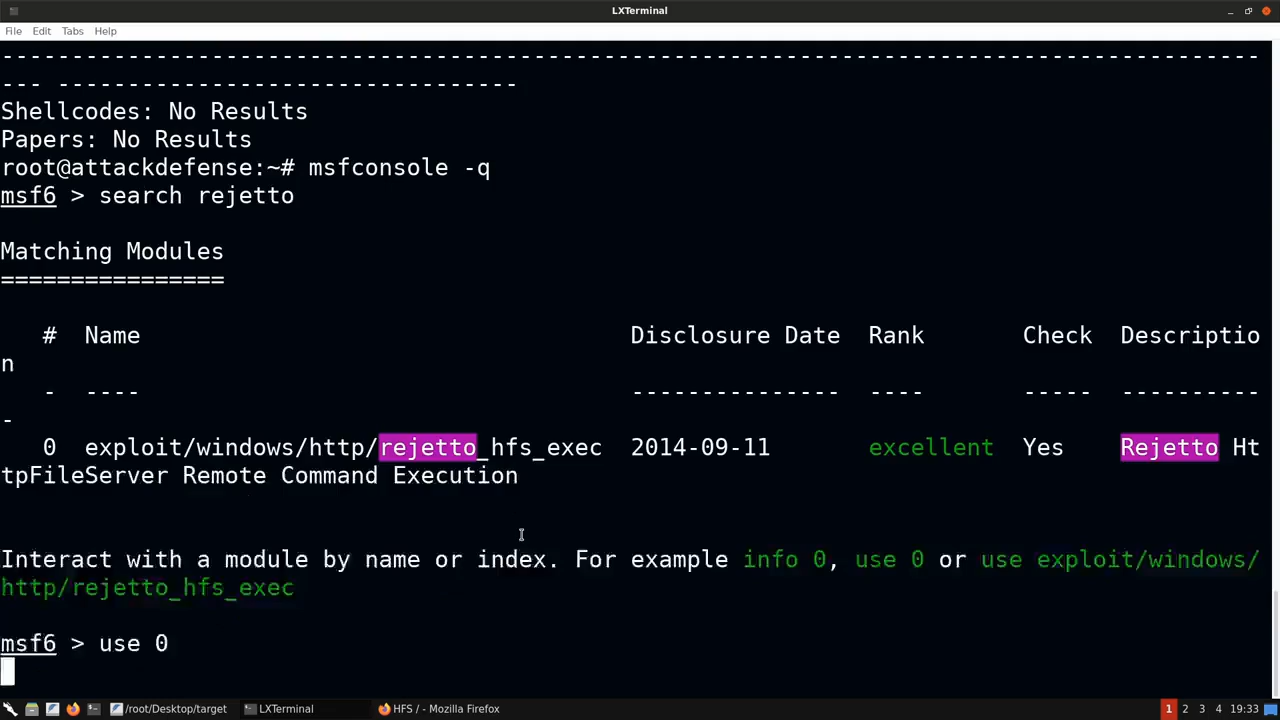 LXTerminal
File Edit Tabs Help
------------------------------------------------------------------------------------------
--- ---------------------------------
Shellcodes: No Results
Papers: No Results
root@attackdefense:~# msfconsole -q
msf6 > search rejetto
Matching Modules
================
# Name Disclosure Date Rank Check Descriptio
n
- ---- --------------- ---- ----- ----------
-
0 exploit/windows/http/rejetto_hfs_exec 2014-09-11 excellent Yes Rejetto Ht
tpFileServer Remote Command Execution
Interact with a module by name or index. For example info 0, use 0 or use exploit/windows/
http/rejetto_hfs_exec
msf6 > use 0
/root/Desktop/target LXTerminal HFS / - Mozilla Firefox 1 2 3 4 19:33